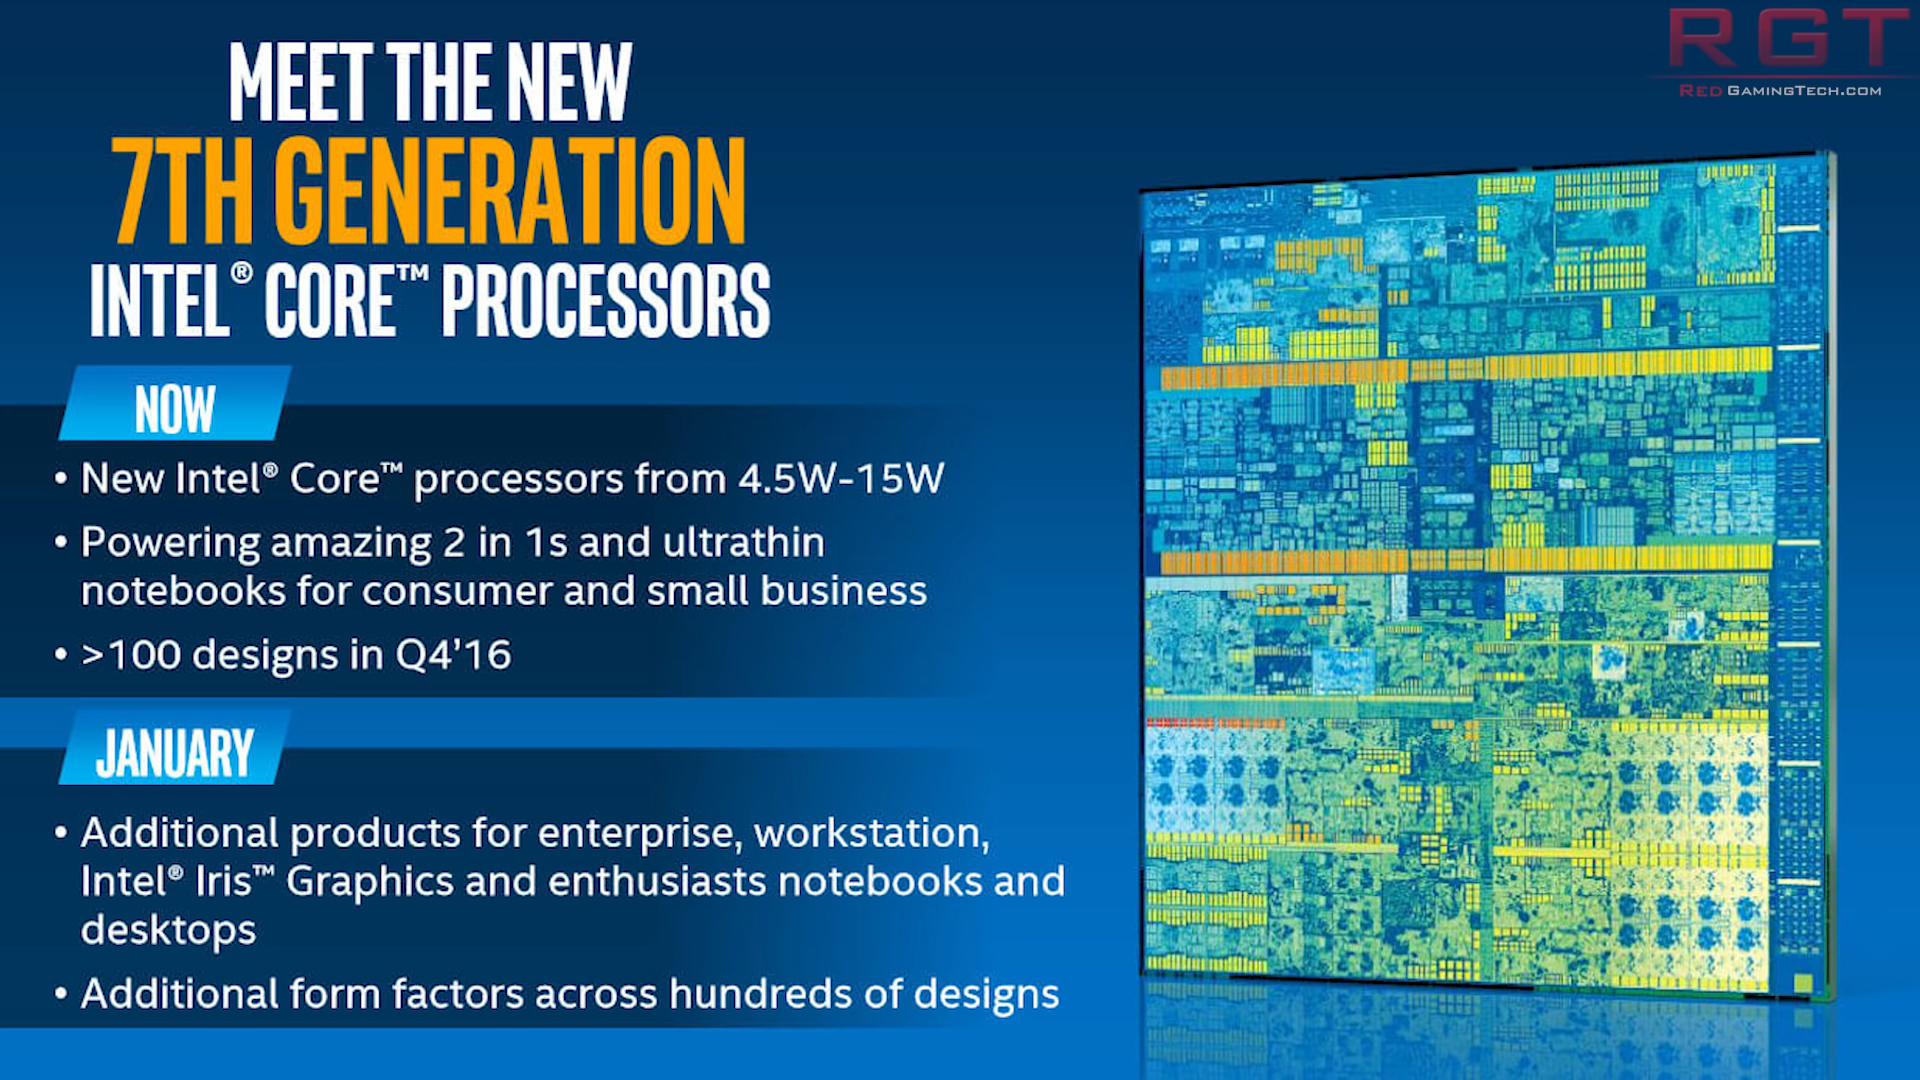 RGT
RED GAMINGTECH.COM
MEET THE NEW
7TH GENERATION
INTEL® CORE™ PROCESSORS
NOW
• New Intel® Core™ processors from 4.5W-15W
• Powering amazing 2 in 1s and ultrathin
notebooks for consumer and small business
• >100 designs in Q4’16
JANUARY
• Additional products for enterprise, workstation,
Intel® Iris™ Graphics and enthusiasts notebooks and
desktops
• Additional form factors across hundreds of designs